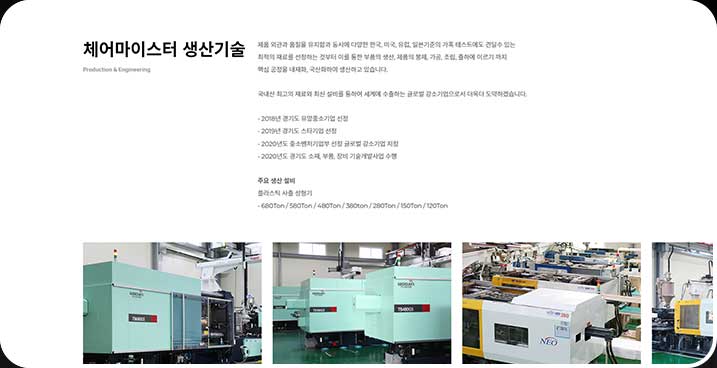 체어마이스터 생산기술
Production & Engineering
제품 외관과 품질을 유지함과 동시에 다양한 한국, 미국, 유럽, 일본기준의 가혹 테스트에도 견딜수 있는
최적의 재료를 선정하는 것부터 이를 통한 부품의 생산, 제품의 봉제, 가공, 조립, 출하에 이르기 까지
핵심 공정을 내재화, 국산화하여 생산하고 있습니다.
국내산 최고의 재료와 최신 설비를 통하여 세계에 수출하는 글로벌 강소기업으로서 더욱더 도약하겠습니다.
- 2018년 경기도 유망중소기업 선정
- 2019년 경기도 스타기업 선정
- 2020년도 중소벤처기업부 선정 글로벌 강소기업 지정
- 2020년도 경기도 소재, 부품, 장비 기술개발사업 수행
주요 생산 설비
플라스틱 사출 성형기
- 680Ton / 580Ton / 480Ton / 380ton / 280Ton / 150Ton / 120Ton
NEO